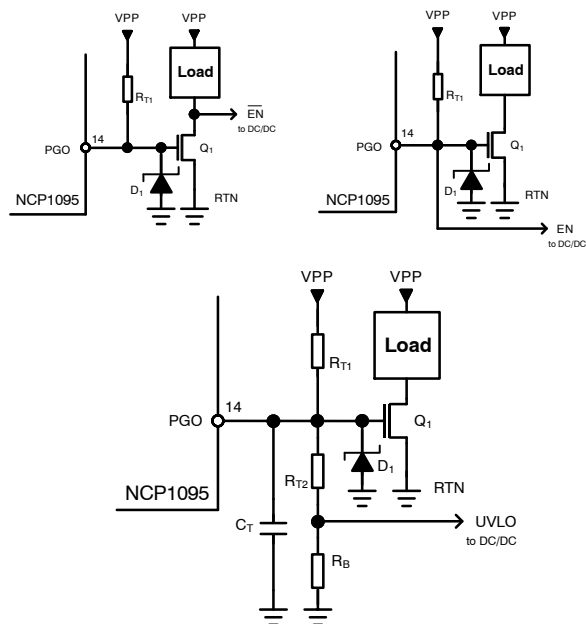 VPP
VPP
Load
R_T1
EN
to DC/DC
14
PGO
Q_1
D_1
RTN
NCP1095
VPP
VPP
Load
R_T1
14
PGO
Q_1
D_1
RTN
NCP1095
EN
to DC/DC
VPP
VPP
Load
R_T1
14
PGO
Q_1
D_1
R_T2
RTN
NCP1095
UVLO
to DC/DC
C_T
R_B